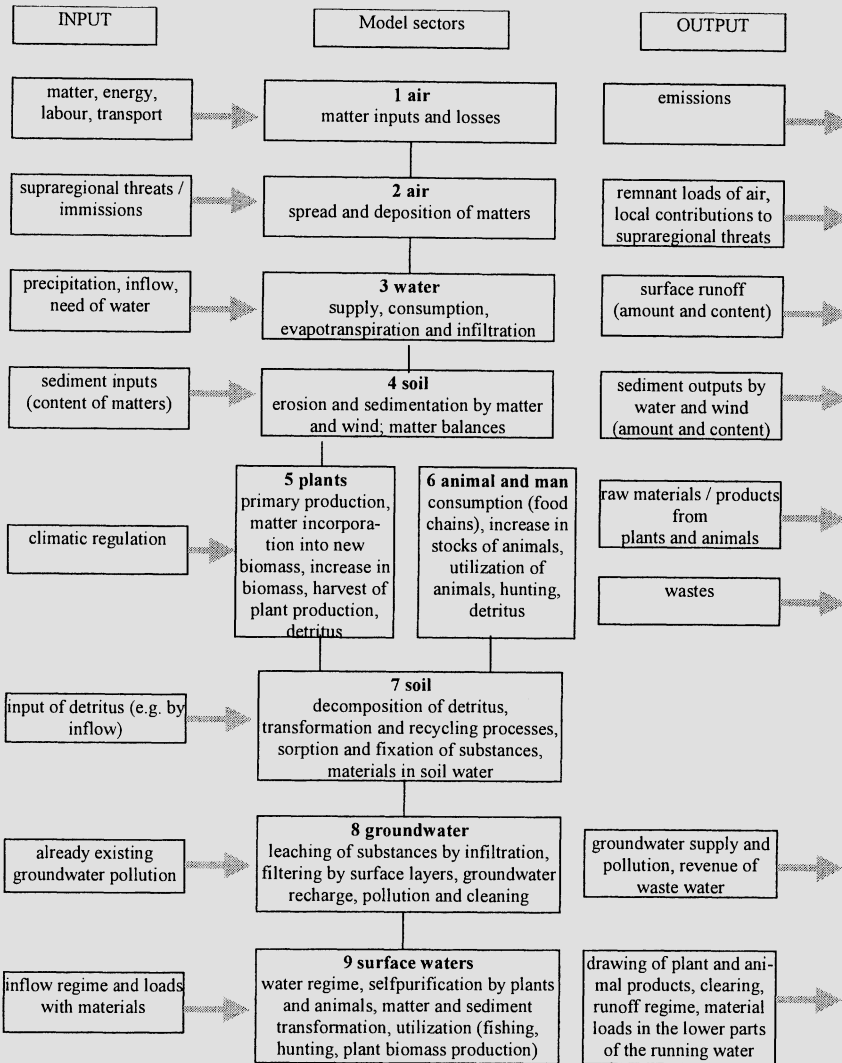 INPUT
Model sectors
OUTPUT
matter, energy,
labour, transport
1 air
matter inputs and losses
emissions
supraregional threats /
immissions
2 air
spread and deposition of matters
remnant loads of air,
local contributions to
supraregional threats
precipitation, inflow,
need of water
3 water
supply, consumption,
evapotranspiration and infiltration
surface runoff
(amount and content)
sediment inputs
(content of matters)
4 soil
erosion and sedimentation by matter
and wind; matter balances
sediment outputs by
water and wind
(amount and content)
climatic regulation
5 plants
primary production,
matter incorpora-
tion into new
biomass, increase in
biomass, harvest of
plant production,
detritus
6 animal and man
consumption (food
chains), increase in
stocks of animals,
utilization of
animals, hunting,
detritus
raw materials / products
from
plants and animals
wastes
input of detritus (e.g. by
inflow)
7 soil
decomposition of detritus,
transformation and recycling processes,
sorption and fixation of substances,
materials in soil water
already existing
groundwater pollution
8 groundwater
leaching of substances by infiltration,
filtering by surface layers, groundwater
recharge, pollution and cleaning
groundwater supply and
pollution, revenue of
waste water
inflow regime and loads
with materials
9 surface waters
water regime, selfpurification by plants
and animals, matter and sediment
transformation, utilization (fishing,
hunting, plant biomass production)
drawing of plant and ani-
mal products, clearing,
runoff regime, material
loads in the lower parts
of the running water